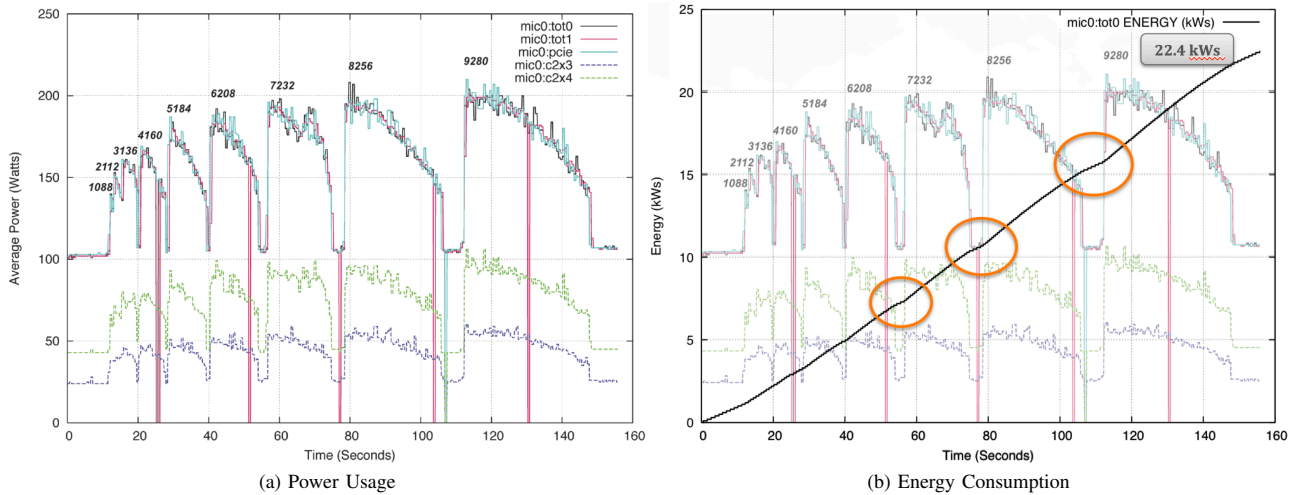 250
200
150
100
50
0
Average Power (Watts)
0 20 40 60 80 100 120 140 160
Time (Seconds)
mic0:tot0
mic0:tot1
mic0:pcie
mic0:c2x3
mic0:c2x4
1088
2112
3136
4160
5184
6208
7232
8256
9280
(a) Power Usage
25
20
15
10
5
0
Energy (kWs)
0 20 40 60 80 100 120 140 160
Time (Seconds)
mic0:tot0 ENERGY (kWs)
22.4 kWs
1088
2112
3136
4160
5184
6208
7232
8256
9280
(b) Energy Consumption